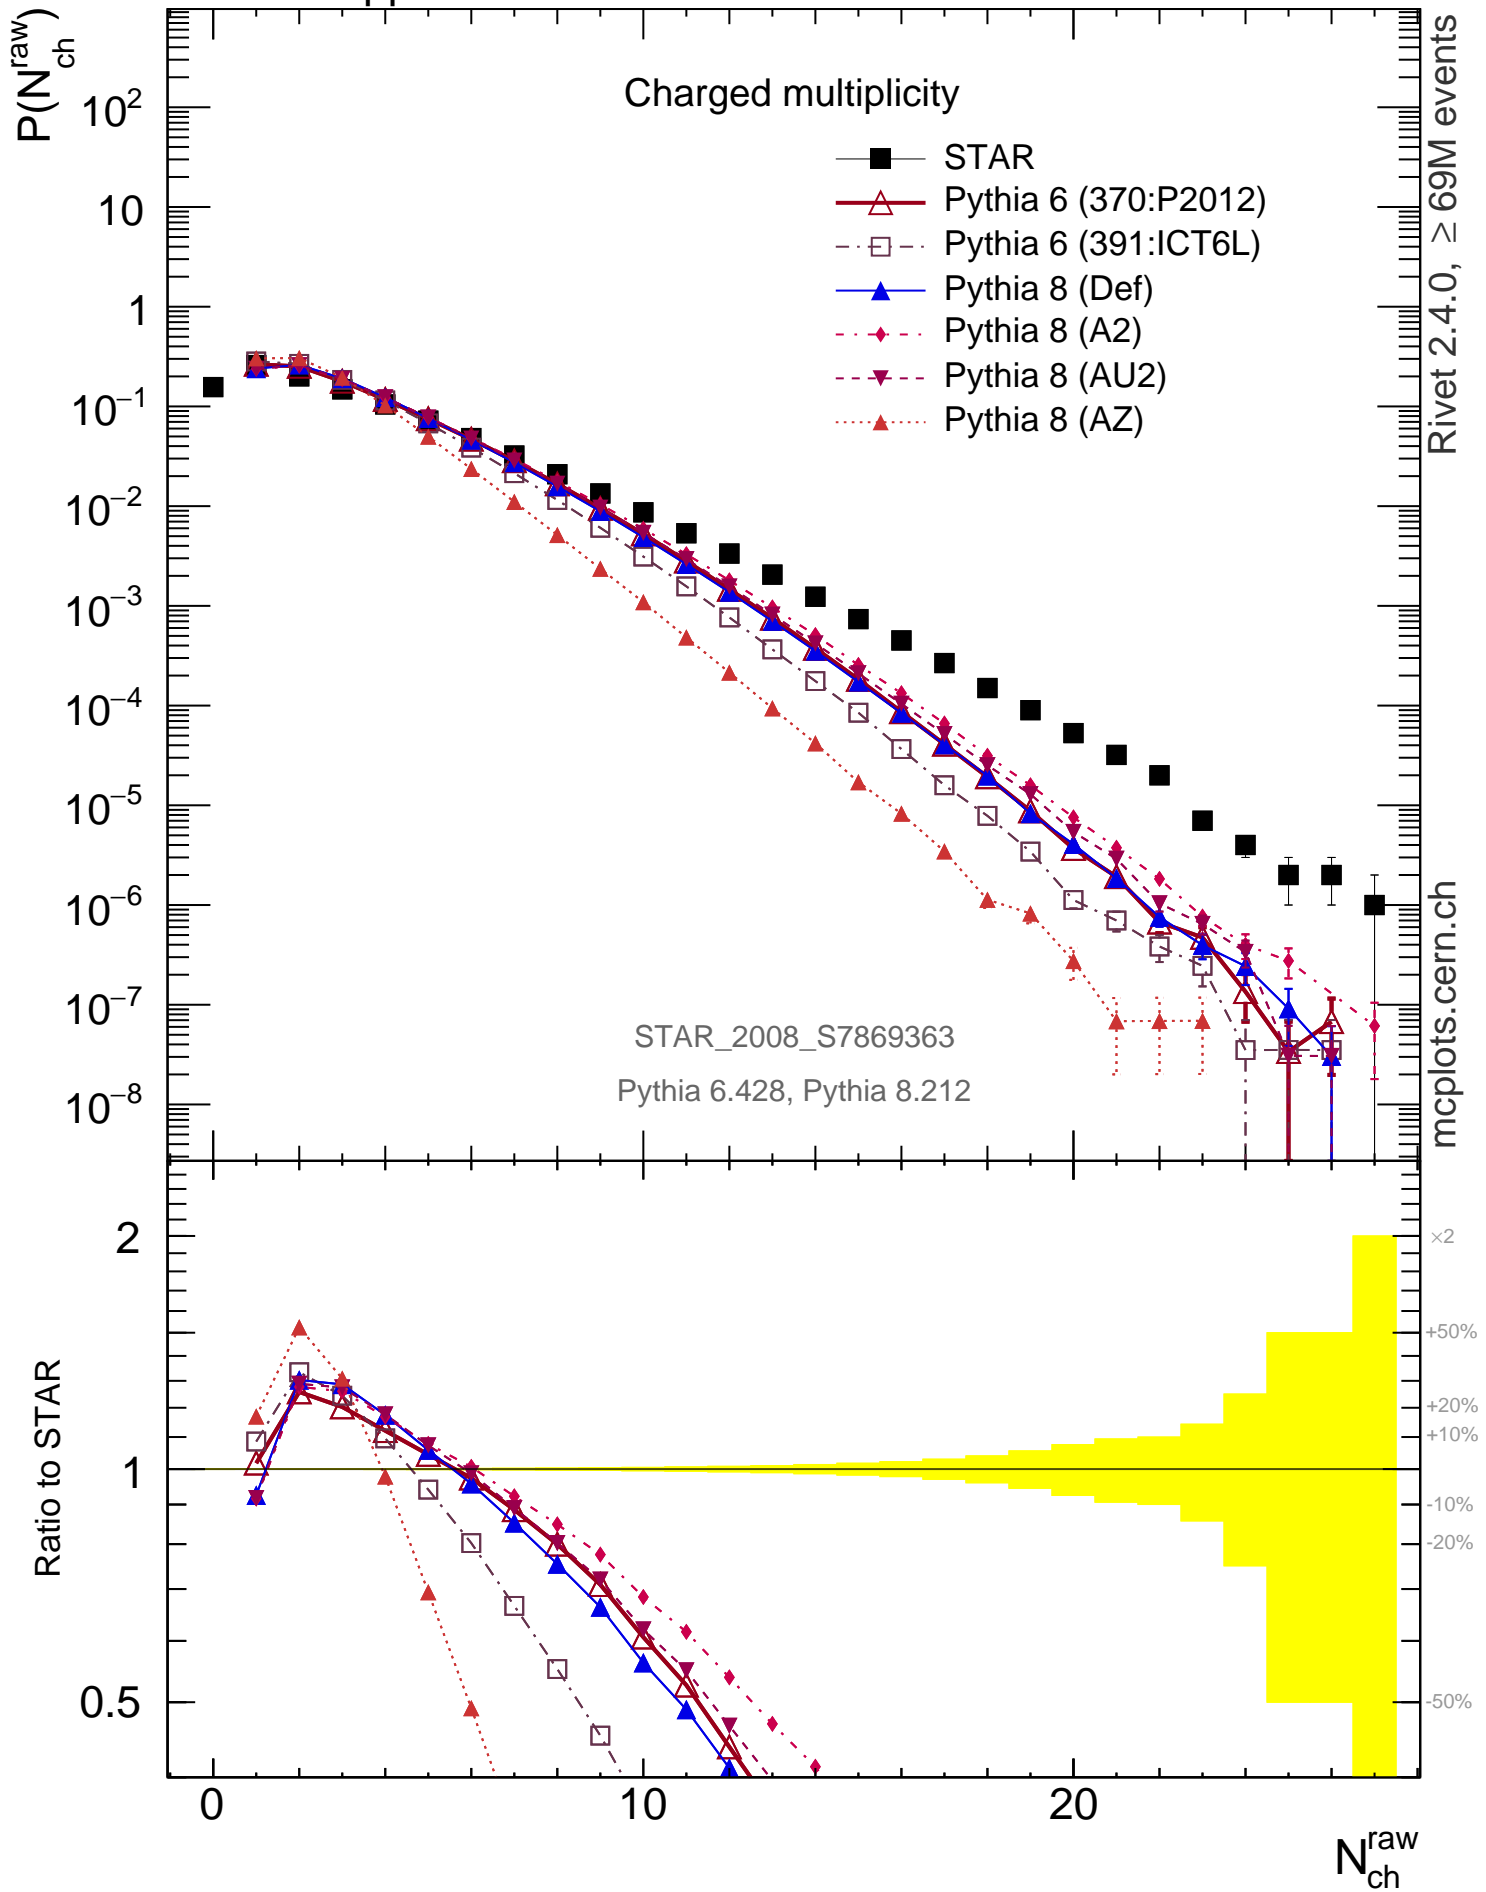 P(N_ch^raw)
Charged multiplicity
STAR
Pythia 6 (370:P2012)
Pythia 6 (391:ICT6L)
Pythia 8 (Def)
Pythia 8 (A2)
Pythia 8 (AU2)
Pythia 8 (AZ)
10^2
10
1
10^−1
10^−2
10^−3
10^−4
10^−5
10^−6
10^−7
10^−8
STAR_2008_S7869363
Pythia 6.428, Pythia 8.212
Rivet 2.4.0, ≥ 69M events
mcplots.cern.ch
Ratio to STAR
2
1
0.5
×2
+50%
+20%
+10%
-10%
-20%
-50%
0 10 20
N_ch^raw